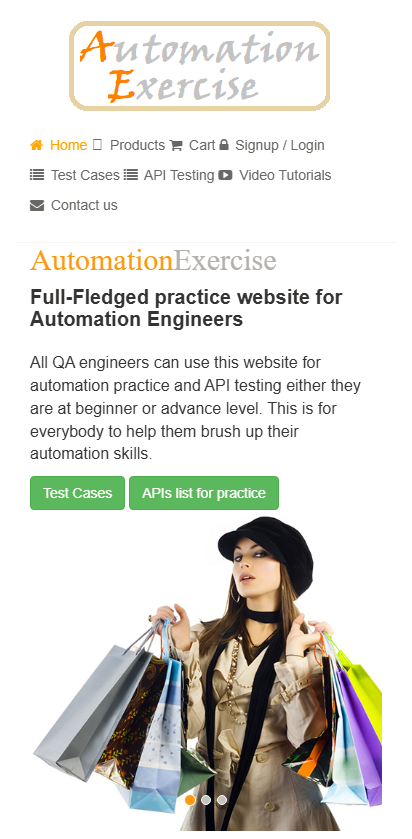 Automation
Exercise
Home Products Cart Signup / Login
Test Cases API Testing Video Tutorials
Contact us
AutomationExercise
Full-Fledged practice website for
Automation Engineers
All QA engineers can use this website for
automation practice and API testing either they
are at beginner or advance level. This is for
everybody to help them brush up their
automation skills.
Test Cases APIs list for practice